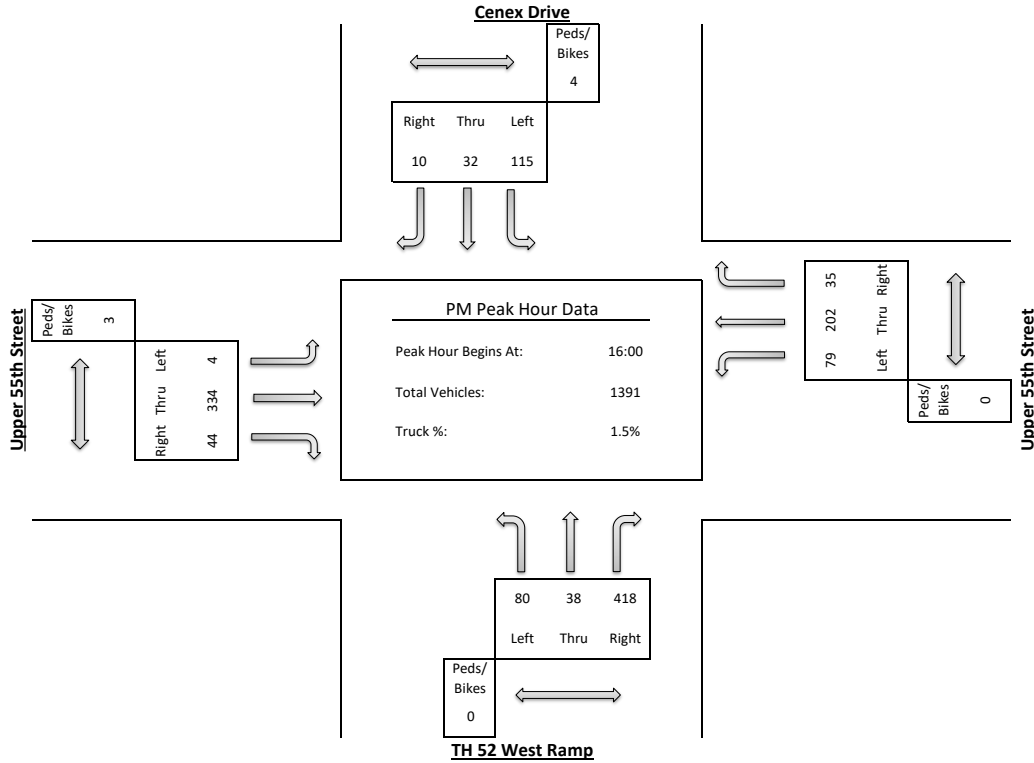 Cenex Drive
Peds/
Bikes
4
Right Thru Left
10 32 115
Upper 55th Street
Peds/
Bikes
3
Left 4
Thru 334
Right 44
PM Peak Hour Data
Peak Hour Begins At: 16:00
Total Vehicles: 1391
Truck %: 1.5%
35 Right
202 Thru
79 Left
Peds/
Bikes
0
Upper 55th Street
80 38 418
Left Thru Right
Peds/
Bikes
0
TH 52 West Ramp